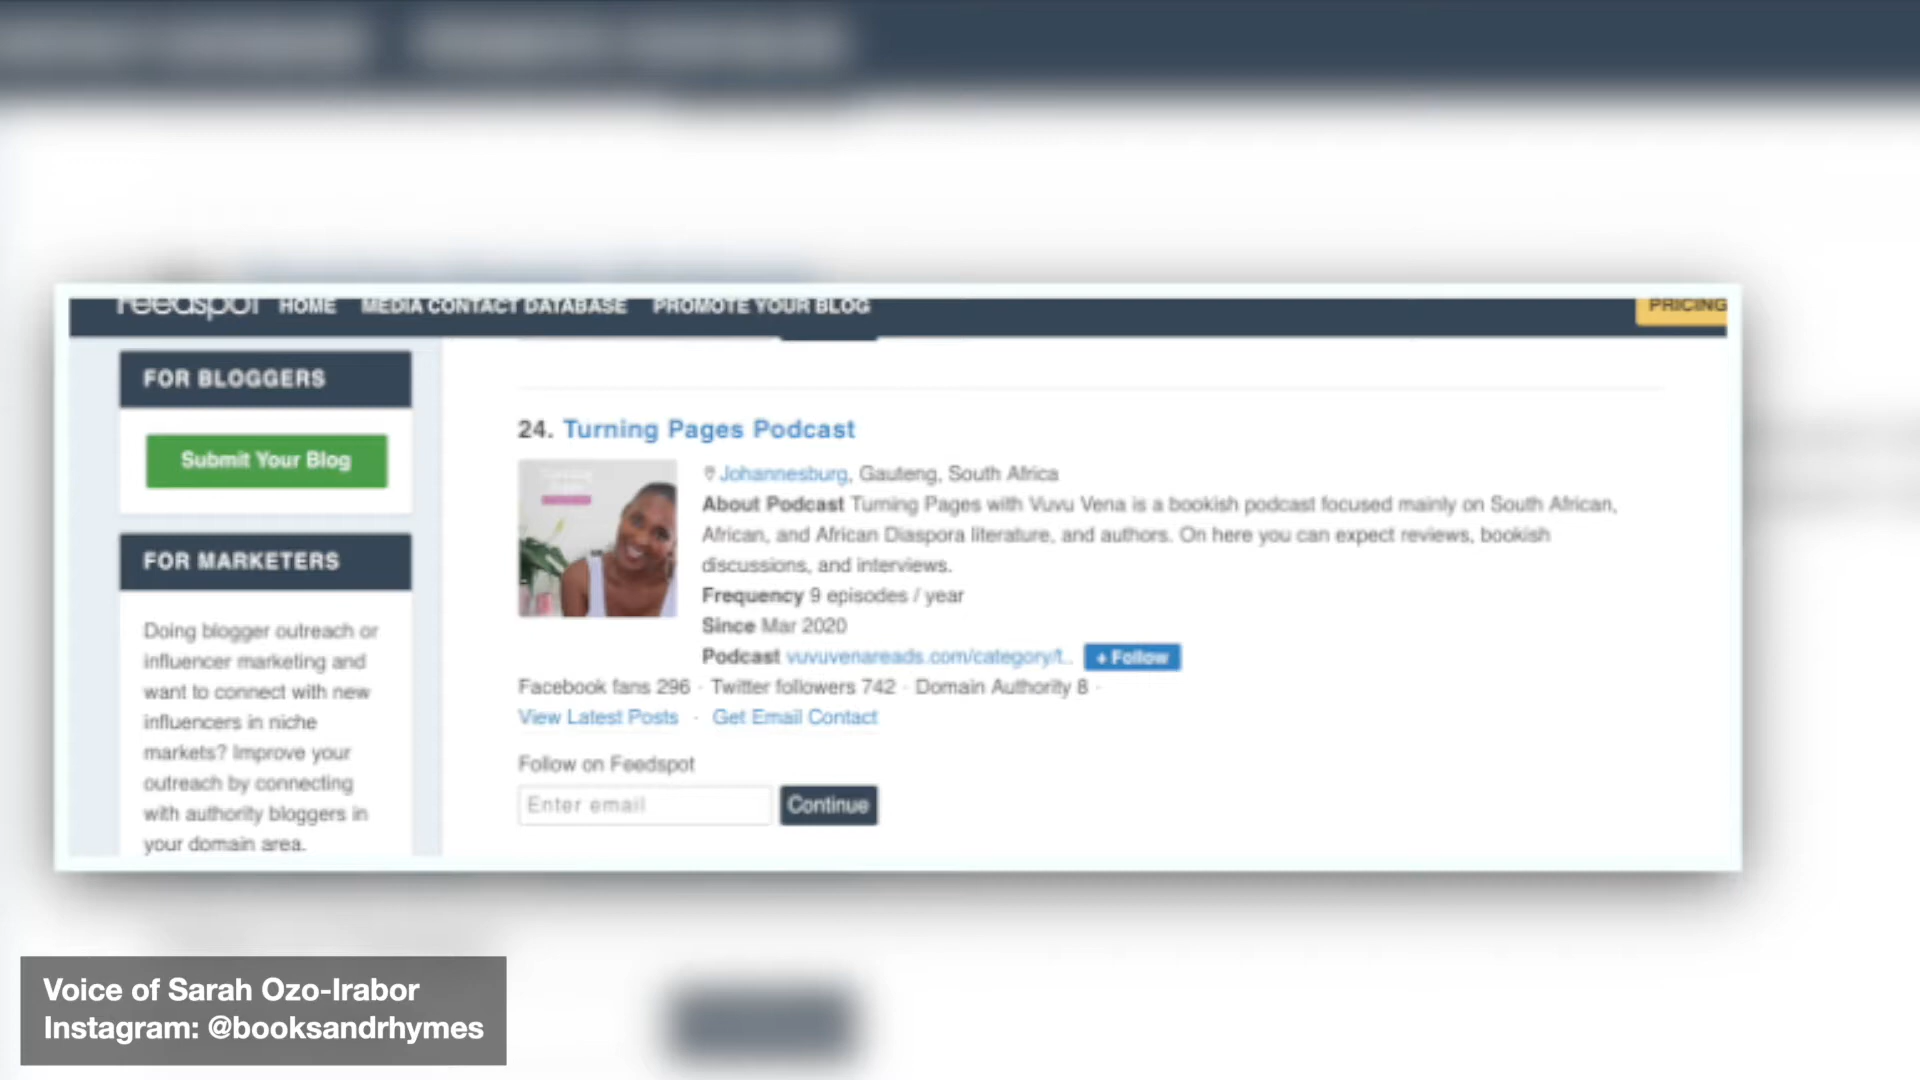 feedspot HOME MEDIA CONTACT DATABASE PROMOTE YOUR BLOG PRICING
FOR BLOGGERS
Submit Your Blog
FOR MARKETERS
Doing blogger outreach or
influencer marketing and
want to connect with new
influencers in niche
markets? Improve your
outreach by connecting
with authority bloggers in
your domain area.
24. Turning Pages Podcast
Johannesburg, Gauteng, South Africa
About Podcast Turning Pages with Vuvu Vena is a bookish podcast focused mainly on South African,
African, and African Diaspora literature, and authors. On here you can expect reviews, bookish
discussions, and interviews.
Frequency 9 episodes / year
Since Mar 2020
Podcast vuvuvenareads.com/category/t.. + Follow
Facebook fans 296 · Twitter followers 742 · Domain Authority 8 ·
View Latest Posts · Get Email Contact
Follow on Feedspot
Enter email Continue
Voice of Sarah Ozo-Irabor
Instagram: @booksandrhymes